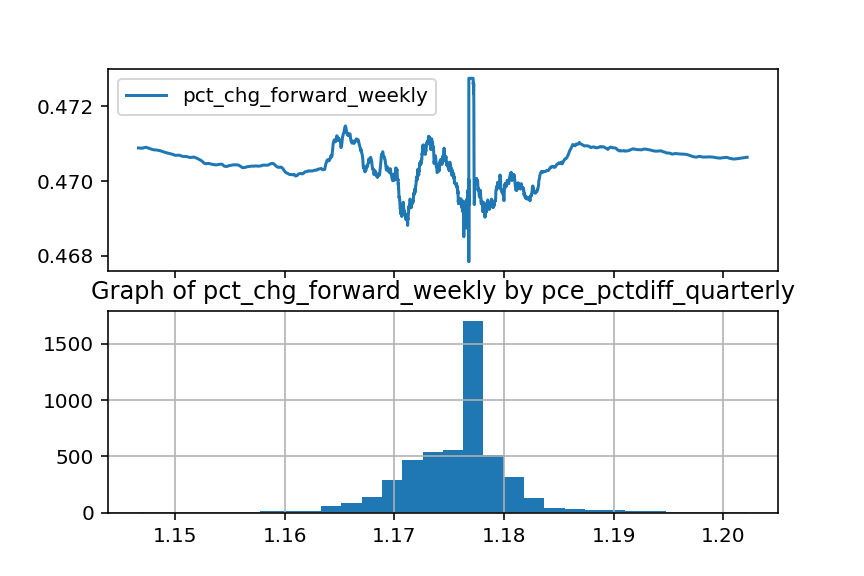 pct_chg_forward_weekly
0.472
0.470
0.468
Graph of pct_chg_forward_weekly by pce_pctdiff_quarterly
1500
1000
500
0
1.15 1.16 1.17 1.18 1.19 1.20